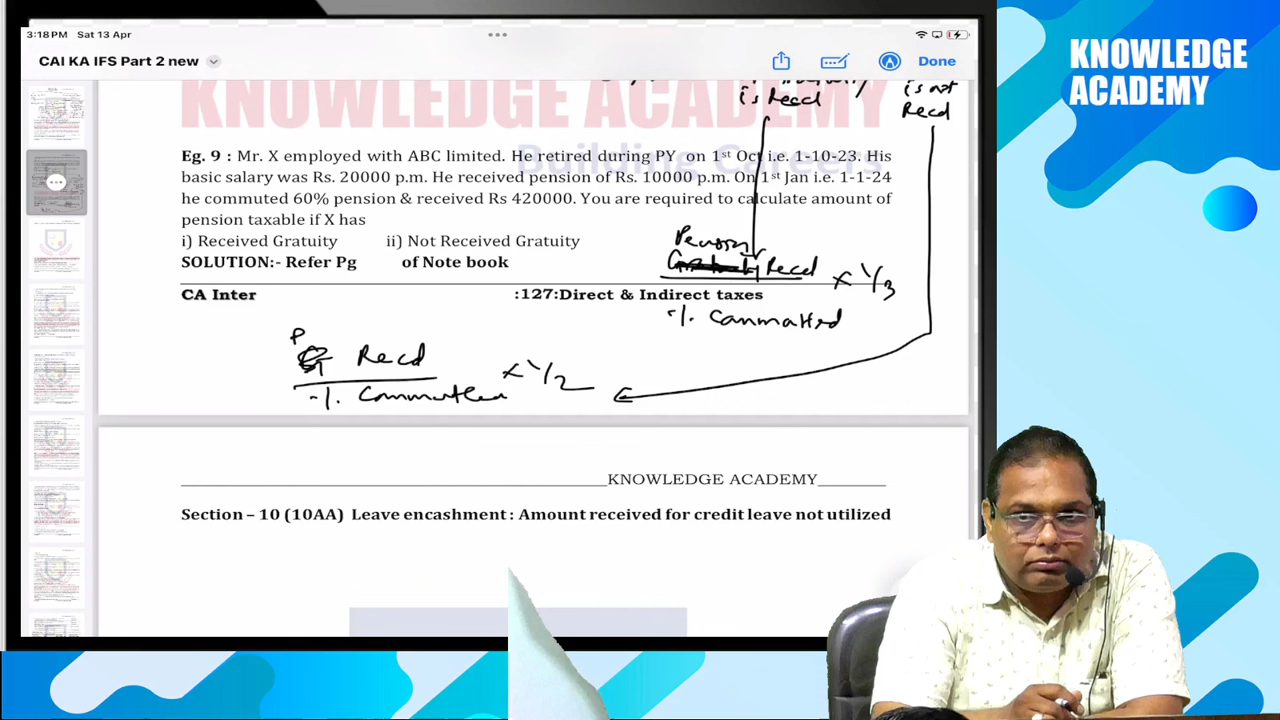 3:18 PM Sat 13 Apr
CAI KA IFS Part 2 new
Done
KNOWLEDGE
ACADEMY
KNOWLEDGE ACADEMY
is Recd
is not
Recd
Eg. 9 : Mr. X employed with ABC limited. He retired during PY on 1st Oct i.e. 1-10-23. His
basic salary was Rs. 20000 p.m. He received pension of Rs. 10000 p.m. On 1st Jan i.e. 1-1-24
he commuted 60% pension & received Rs 420000. You are required to calculate amount of
pension taxable if X has
i) Received Gratuity ii) Not Received Gratuity
SOLUTION:- Refer Pg of Note Book
Pension
Recd x 1/3
CA Inter :127:Direct & Indirect taxes
% Commutted
P
Recd x 1/2
% Commutted
KNOWLEDGE ACADEMY
Section – 10 (10AA) Leave encashment : Amount received for credit leave not utilized